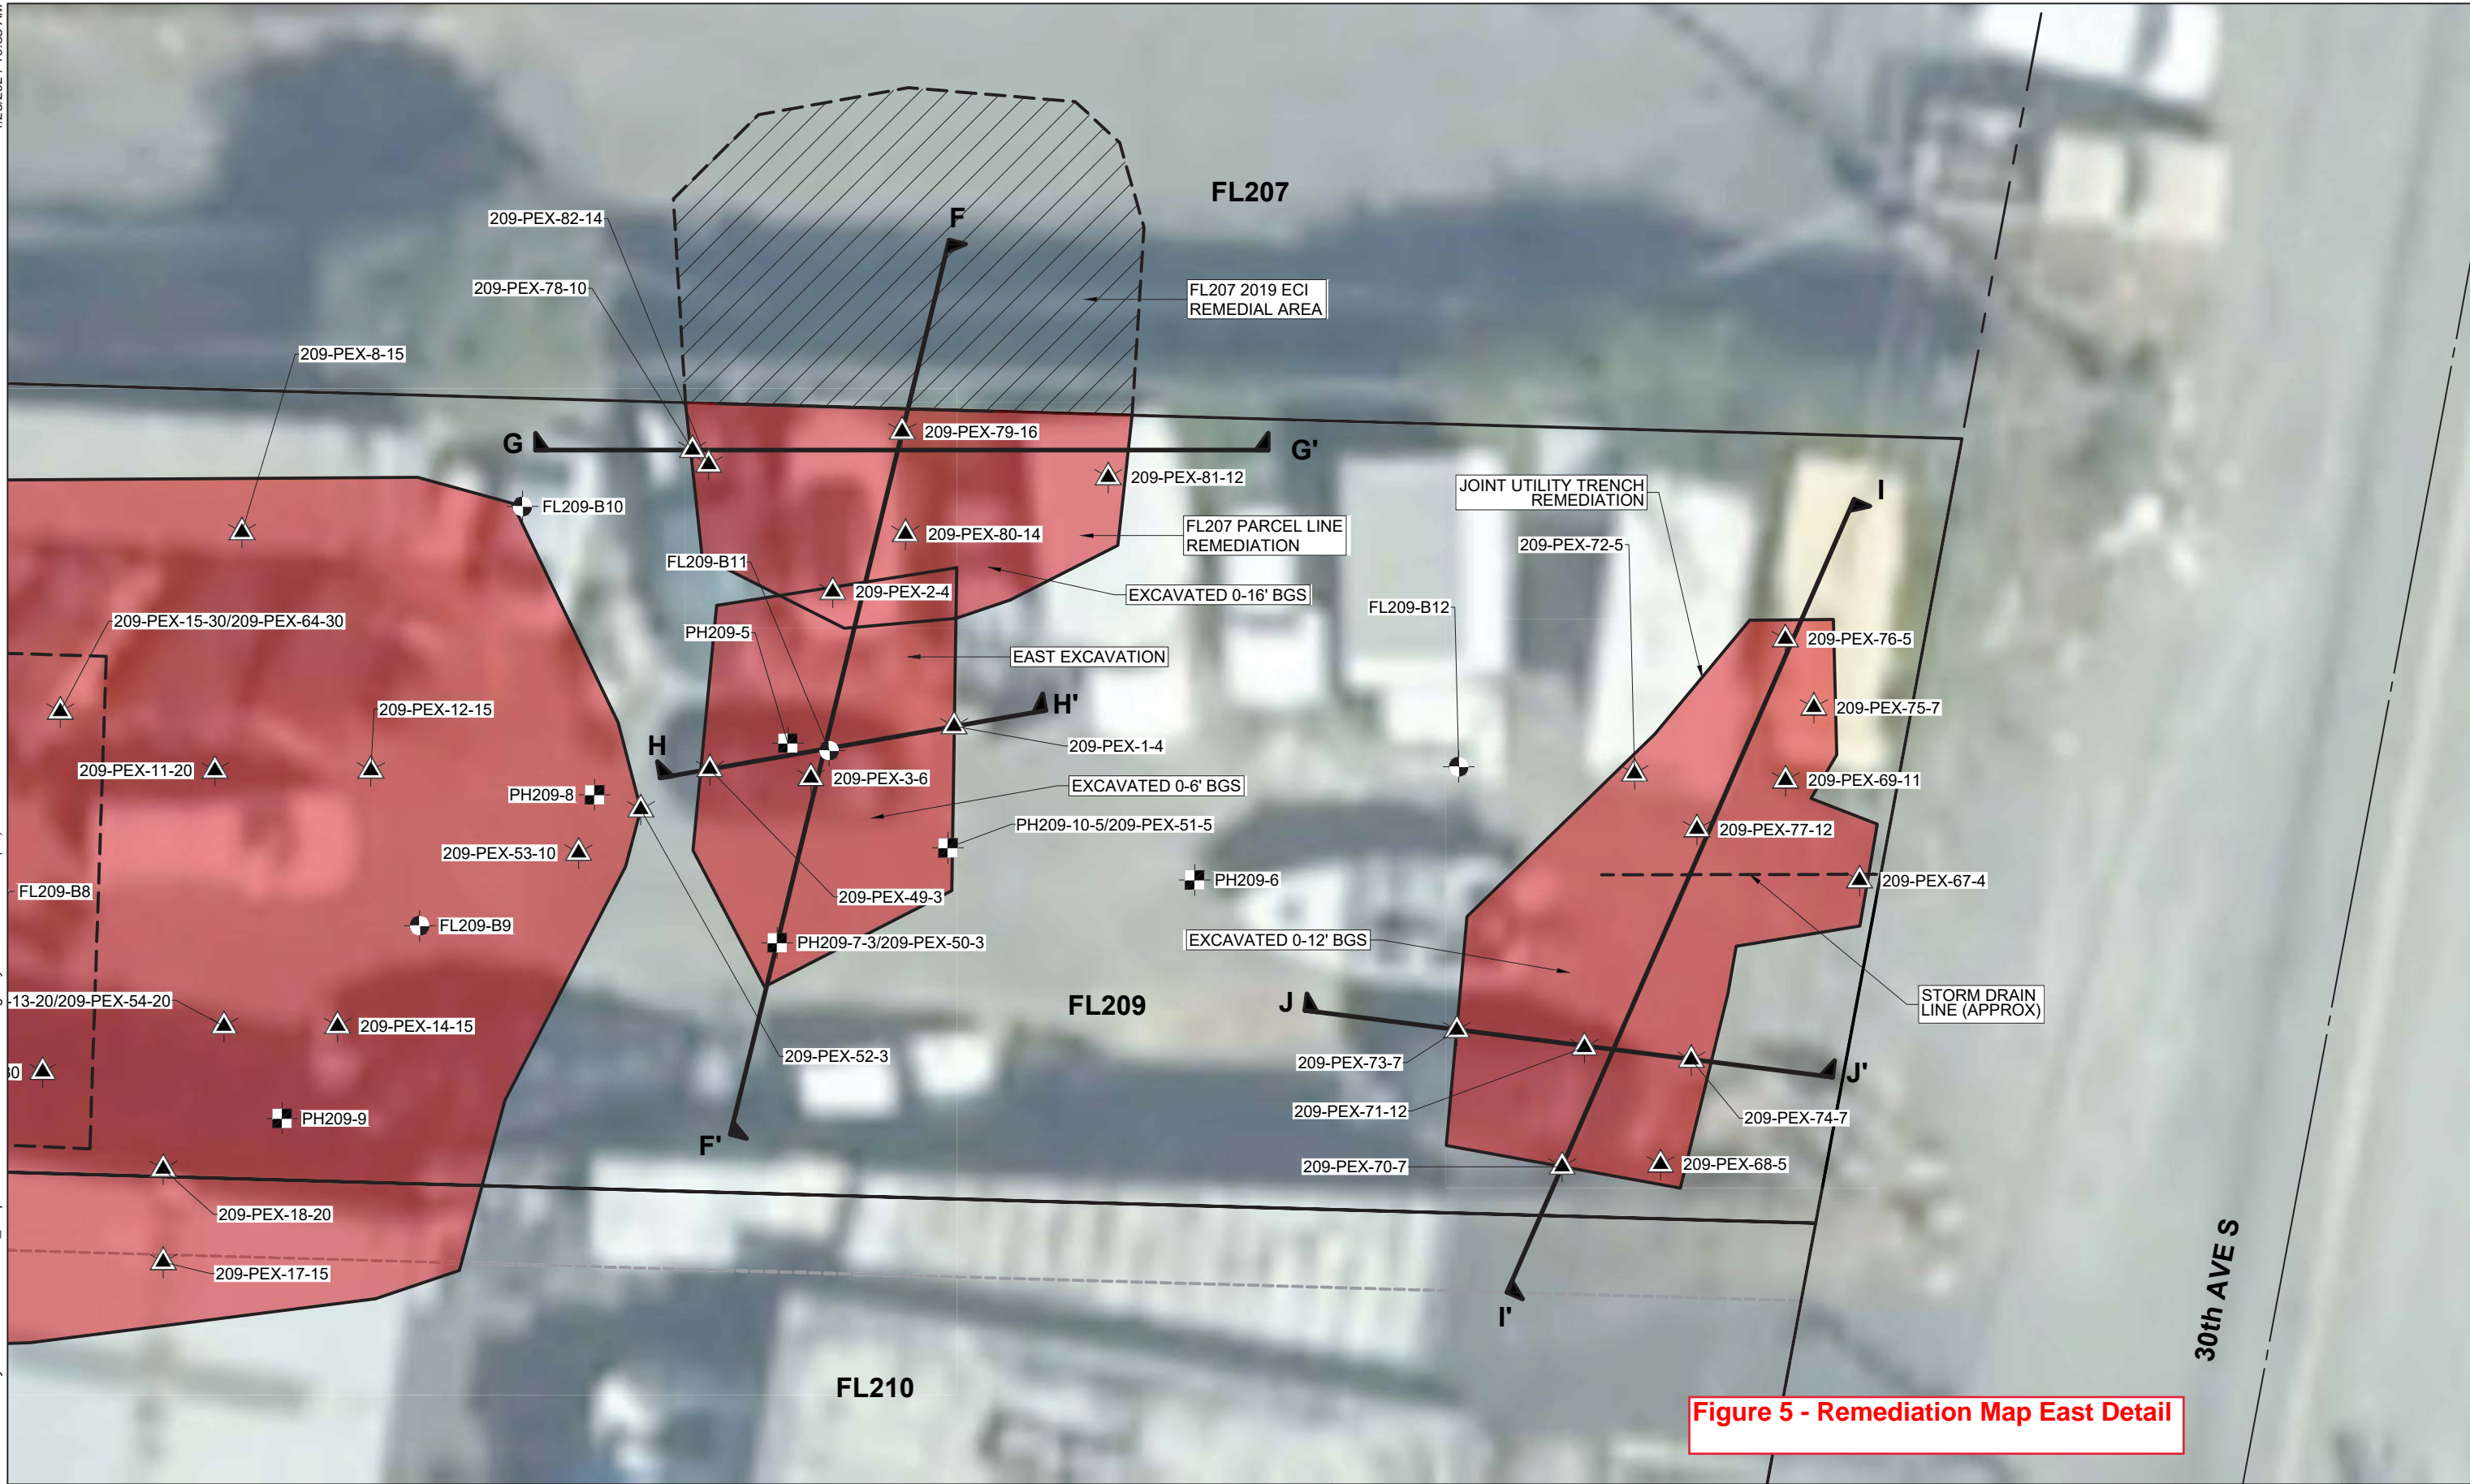 FL207
F
209-PEX-82-14
209-PEX-78-10
FL207 2019 ECI
REMEDIAL AREA
209-PEX-8-15
209-PEX-79-16
G
G'
209-PEX-81-12
I
JOINT UTILITY TRENCH
REMEDIATION
FL209-B10
FL207 PARCEL LINE
REMEDIATION
209-PEX-80-14
209-PEX-72-5
FL209-B11
209-PEX-2-4
EXCAVATED 0-16' BGS
FL209-B12
209-PEX-15-30/209-PEX-64-30
PH209-5
209-PEX-76-5
EAST EXCAVATION
209-PEX-12-15
H'
209-PEX-75-7
H
209-PEX-1-4
209-PEX-11-20
209-PEX-3-6
209-PEX-69-11
EXCAVATED 0-6' BGS
PH209-8
PH209-10-5/209-PEX-51-5
209-PEX-77-12
209-PEX-53-10
PH209-6
209-PEX-67-4
FL209-B8
209-PEX-49-3
FL209-B9
PH209-7-3/209-PEX-50-3
EXCAVATED 0-12' BGS
-13-20/209-PEX-54-20
FL209
J
STORM DRAIN
LINE (APPROX)
209-PEX-14-15
209-PEX-52-3
209-PEX-73-7
J'
209-PEX-71-12
PH209-9
209-PEX-74-7
F'
209-PEX-70-7
209-PEX-68-5
209-PEX-18-20
209-PEX-17-15
I'
30th AVE S
FL210
Figure 5 - Remediation Map East Detail